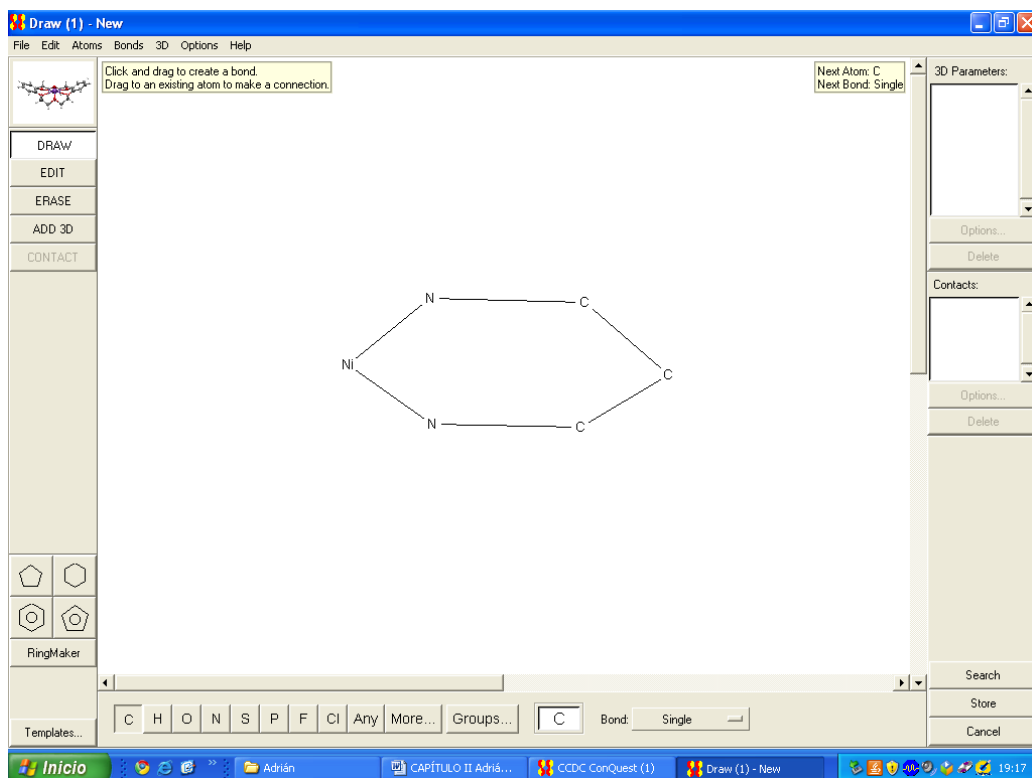 Draw (1) - New
File Edit Atoms Bonds 3D Options Help
Click and drag to create a bond.
Drag to an existing atom to make a connection.
Next Atom: C
Next Bond: Single
3D Parameters:
DRAW
EDIT
ERASE
ADD 3D
CONTACT
Options...
Delete
Contacts:
N C
Ni C
N C
Options...
Delete
RingMaker
Search
Store
Cancel
C H O N S P F Cl Any More... Groups... C Bond: Single
Templates...
Inicio » Adrián CAPÍTULO II Adriá... CCDC ConQuest (1) Draw (1) - New 19:17